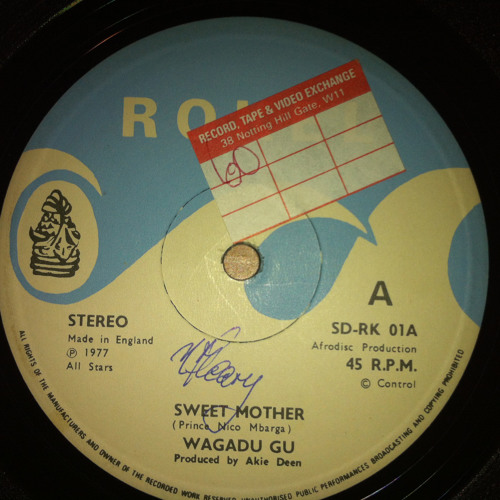 RECORD, TAPE & VIDEO EXCHANGE
38 Notting Hill Gate, W11
60
STEREO
Made in England
℗ 1977
All Stars
A
SD-RK 01A
Afrodisc Production
45 R.P.M.
© Control
SWEET MOTHER
(Prince Nico Mbarga)
WAGADU GU
Produced by Akie Deen
ALL RIGHTS OF THE MANUFACTURERS AND OWNER OF THE RECORDED WORK RESERVED UNAUTHORISED PUBLIC PERFORMANCES BROADCASTING AND COPYING PROHIBITED